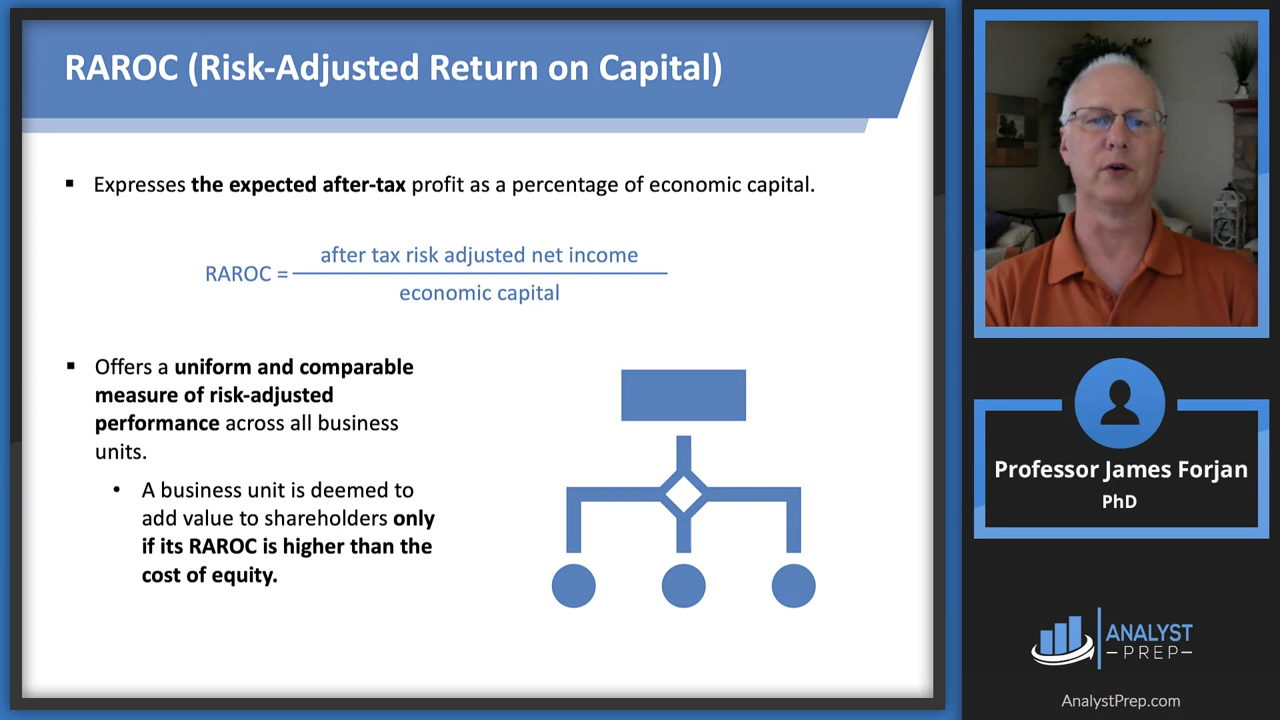 RAROC (Risk-Adjusted Return on Capital)
▪ Expresses the expected after-tax profit as a percentage of economic capital.
RAROC = after tax risk adjusted net income
economic capital
▪ Offers a uniform and comparable
measure of risk-adjusted
performance across all business
units.
• A business unit is deemed to
add value to shareholders only
if its RAROC is higher than the
cost of equity.
Professor James Forjan
PhD
ANALYST
–PREP–
AnalystPrep.com